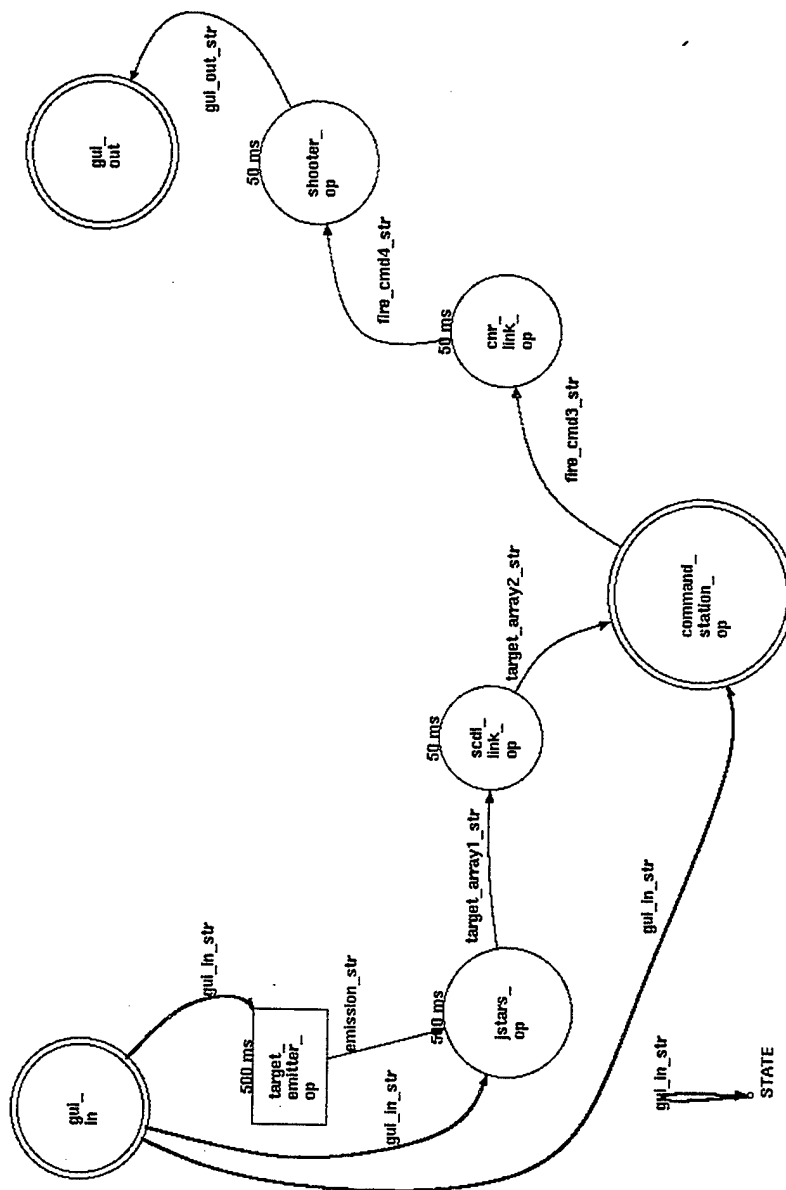 gui_
in
gui_in_str
500 ms
target_
emitter_
op
emission_str
gui_in_str
jstars_
op
target_array1_str
50 ms
scdl_
link_
op
target_array2_str
gui_in_str
command_
station_
op
fire_cmd3_str
50 ms
cnr_
link_
op
fire_cmd4_str
50 ms
shooter_
op
gui_out_str
gui_
out
gui_in_str
STATE